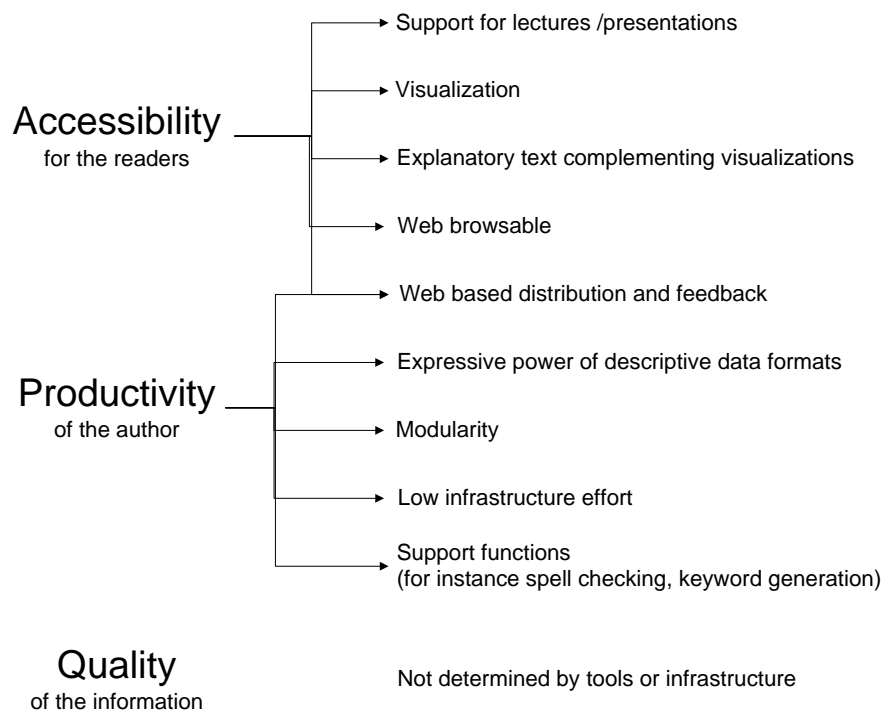 Support for lectures /presentations
Visualization
Accessibility
for the readers
Explanatory text complementing visualizations
Web browsable
Web based distribution and feedback
Expressive power of descriptive data formats
Productivity
of the author
Modularity
Low infrastructure effort
Support functions
(for instance spell checking, keyword generation)
Quality
of the information
Not determined by tools or infrastructure